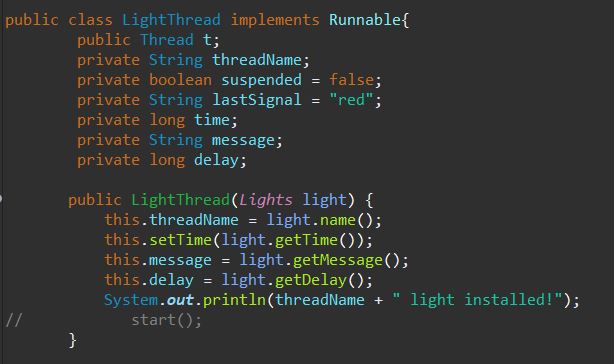 public class LightThread implements Runnable{
public Thread t;
private String threadName;
private boolean suspended = false;
private String lastSignal = "red";
private long time;
private String message;
private long delay;
public LightThread(Lights light) {
this.threadName = light.name();
this.setTime(light.getTime());
this.message = light.getMessage();
this.delay = light.getDelay();
System.out.println(threadName + " light installed!");
// start();
}